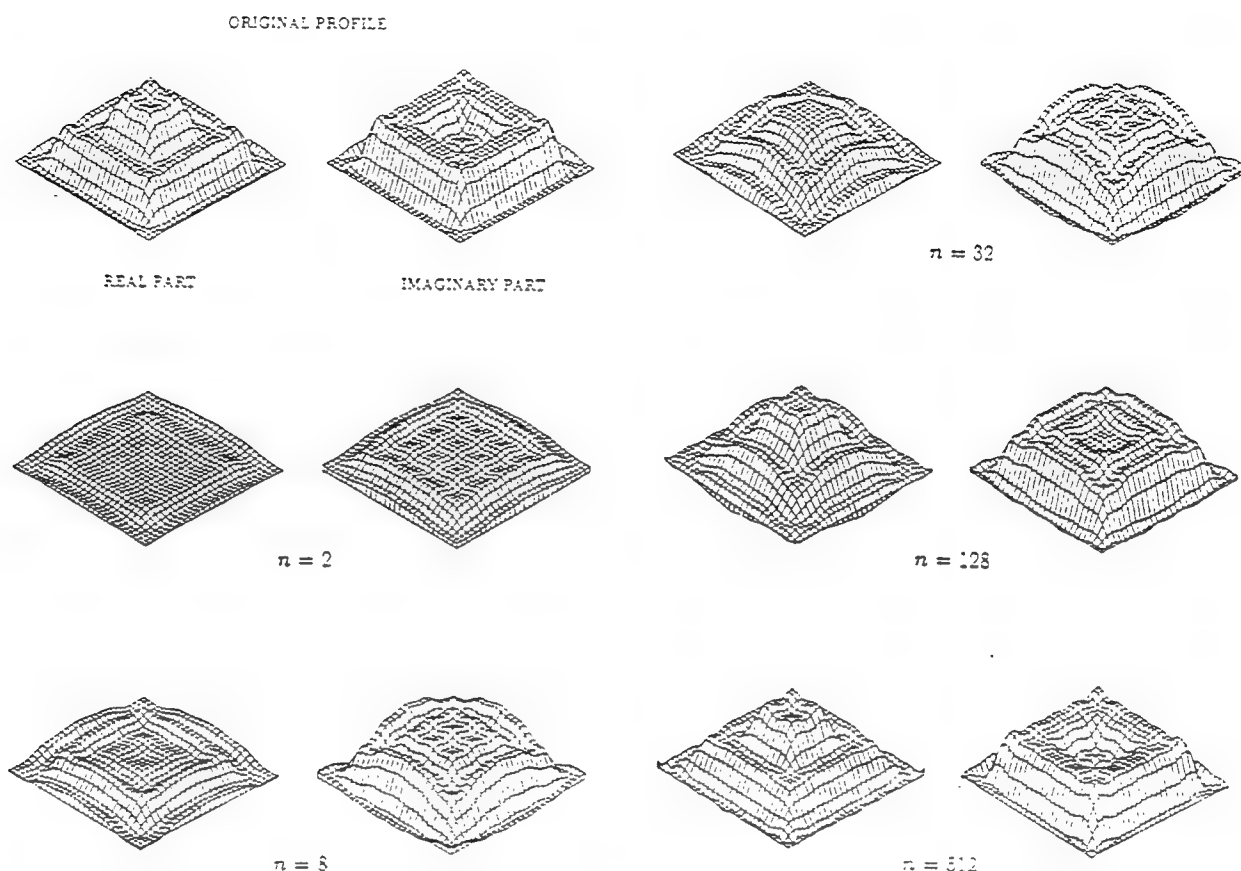 ORIGINAL PROFILE
REAL PART
IMAGINARY PART
n = 2
n = 8
n = 32
n = 128
n = 512